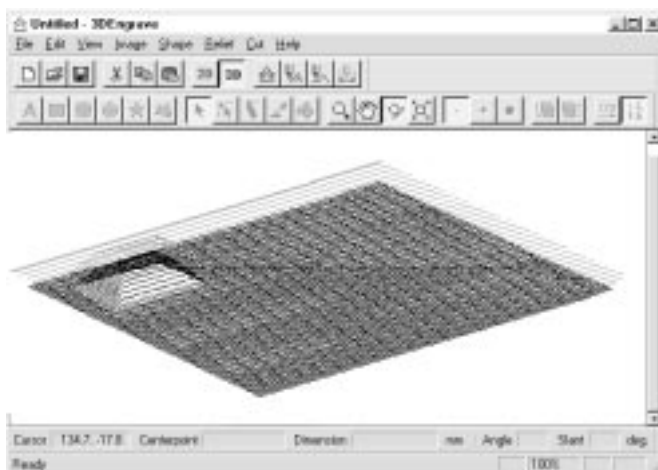 Untitled - 3DEngrave
File Edit View Image Shape Relief Cut Help
2D 3D
Cursor 134.7, -17.8 Centerpoint Dimension mm Angle Slant deg.
Ready 100%